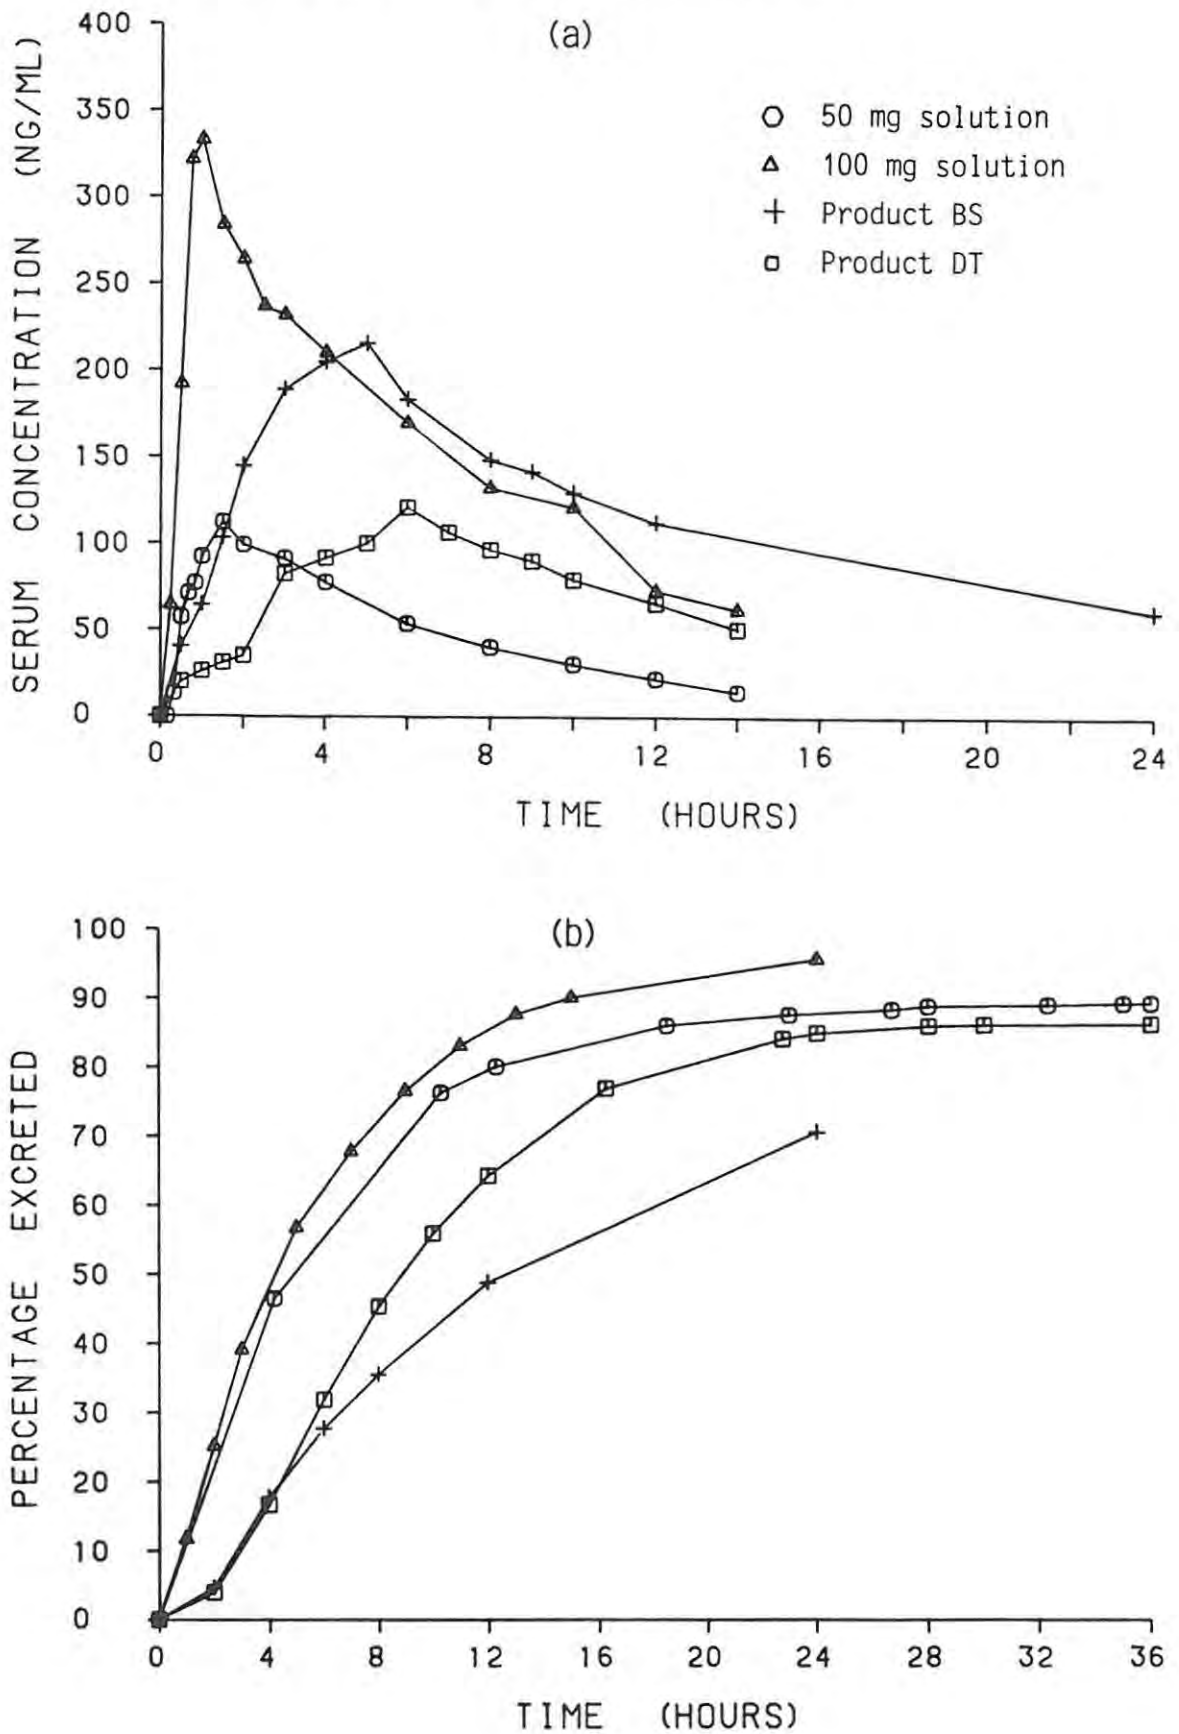 (a)
SERUM CONCENTRATION (NG/ML)
400
350
300
250
200
150
100
50
0
50 mg solution
100 mg solution
Product BS
Product DT
0 4 8 12 16 20 24
TIME (HOURS)
(b)
PERCENTAGE EXCRETED
100
90
80
70
60
50
40
30
20
10
0
0 4 8 12 16 20 24 28 32 36
TIME (HOURS)